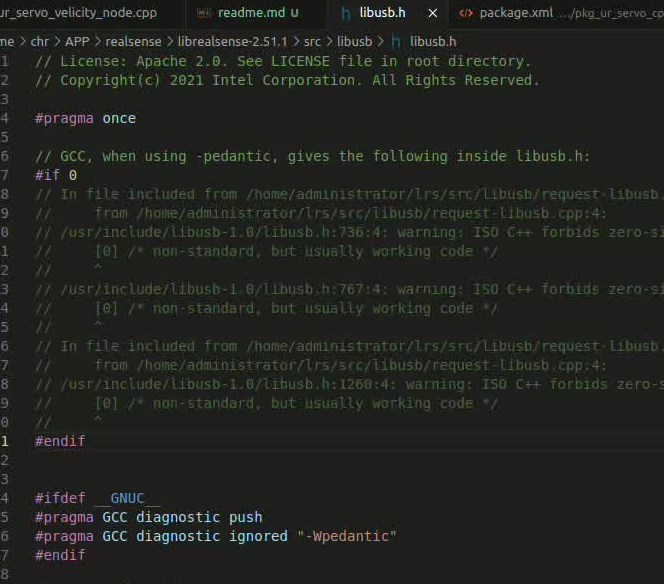 ur_servo_velicity_node.cpp readme.md U libusb.h package.xml .../pkg_ur_servo_cp
me > chr > APP > realsense > librealsense-2.51.1 > src > libusb > libusb.h
1 // License: Apache 2.0. See LICENSE file in root directory.
2 // Copyright(c) 2021 Intel Corporation. All Rights Reserved.
3
4 #pragma once
5
6 // GCC, when using -pedantic, gives the following inside libusb.h:
7 #if 0
8 // In file included from /home/administrator/lrs/src/libusb/request-libusb.
9 //     from /home/administrator/lrs/src/libusb/request-libusb.cpp:4:
0 // /usr/include/libusb-1.0/libusb.h:736:4: warning: ISO C++ forbids zero-si
1 //     [0] /* non-standard, but usually working code */
2 //     ^
3 // /usr/include/libusb-1.0/libusb.h:767:4: warning: ISO C++ forbids zero-si
4 //     [0] /* non-standard, but usually working code */
5 //     ^
6 // In file included from /home/administrator/lrs/src/libusb/request-libusb.
7 //     from /home/administrator/lrs/src/libusb/request-libusb.cpp:4:
8 // /usr/include/libusb-1.0/libusb.h:1260:4: warning: ISO C++ forbids zero-s
9 //     [0] /* non-standard, but usually working code */
0 //     ^
1 #endif
2
3
4 #ifdef __GNUC__
5 #pragma GCC diagnostic push
6 #pragma GCC diagnostic ignored "-Wpedantic"
7 #endif
8